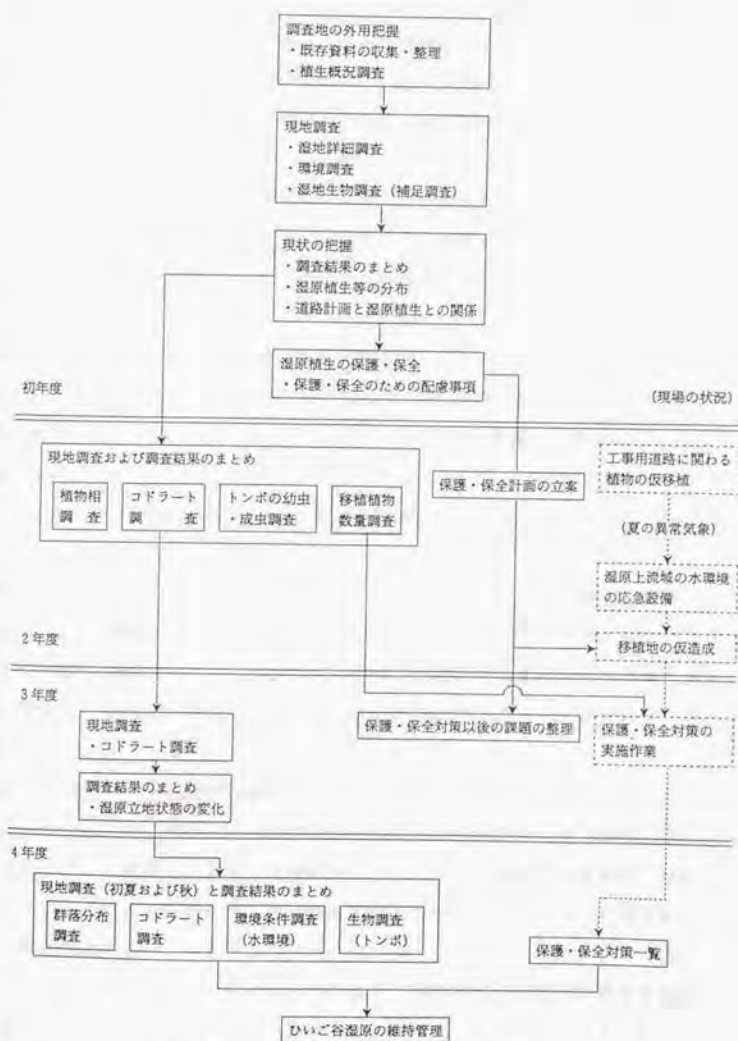 調査地の外用把握
・既存資料の収集・整理
・植生概況調査
現地調査
・湿地詳細調査
・環境調査
・湿地生物調査（補足調査）
現状の把握
・調査結果のまとめ
・湿原植生等の分布
・道路計画と湿原植生との関係
湿原植生の保護・保全
・保護・保全のための配慮事項
初年度
（現場の状況）
現地調査および調査結果のまとめ
植物相
調　査
コドラート
調　　査
トンボの幼虫
・成虫調査
移植植物
数量調査
保護・保全計画の立案
工事用道路に関わる
植物の仮移植
（夏の異常気象）
湿原上流域の水環境
の応急設備
移植地の仮造成
2年度
3年度
現地調査
・コドラート調査
保護・保全対策以後の課題の整理
保護・保全対策の
実施作業
調査結果のまとめ
・湿原立地状態の変化
4年度
現地調査（初夏および秋）と調査結果のまとめ
群落分布
調査
コドラート
調査
環境条件調査
（水環境）
生物調査
（トンボ）
保護・保全対策一覧
ひいご谷湿原の維持管理